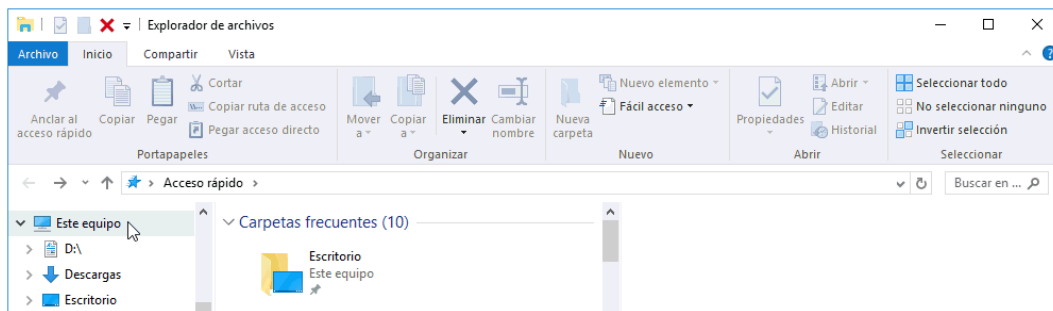 Explorador de archivos
Archivo Inicio Compartir Vista
Anclar al acceso rápido
Copiar
Pegar
Cortar
Copiar ruta de acceso
Pegar acceso directo
Portapapeles
Mover a
Copiar a
Eliminar
Cambiar nombre
Organizar
Nueva carpeta
Nuevo elemento
Fácil acceso
Nuevo
Propiedades
Abrir
Editar
Historial
Abrir
Seleccionar todo
No seleccionar ninguno
Invertir selección
Seleccionar
Acceso rápido
Buscar en ...
Este equipo
D:\
Descargas
Escritorio
Carpetas frecuentes (10)
Escritorio
Este equipo